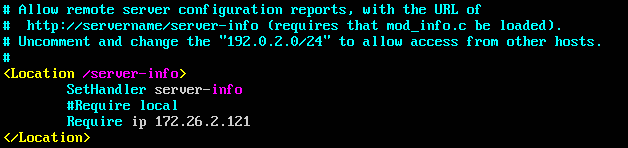 # Allow remote server configuration reports, with the URL of
#  http://servername/server-info (requires that mod_info.c be loaded).
# Uncomment and change the "192.0.2.0/24" to allow access from other hosts.
#
<Location /server-info>
        SetHandler server-info
        #Require local
        Require ip 172.26.2.121
</Location>